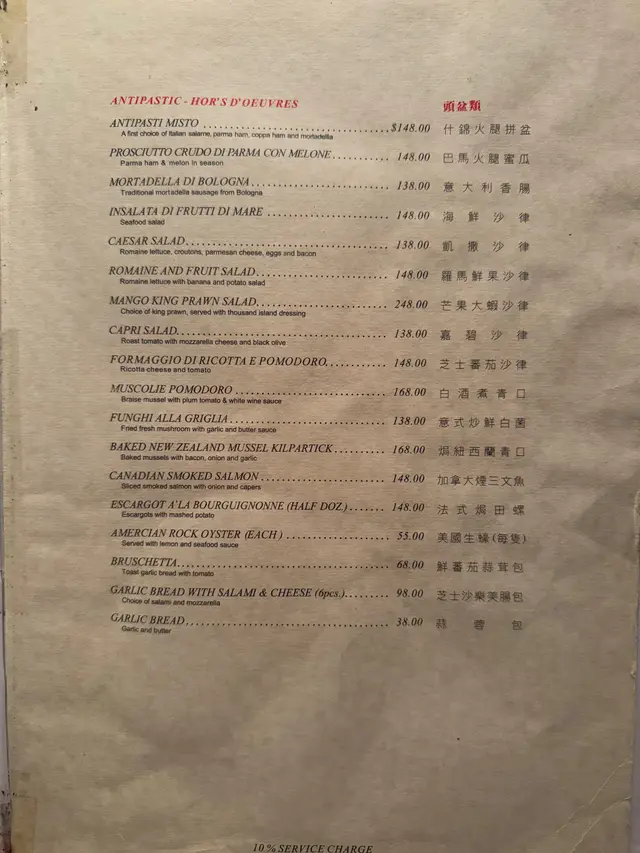 ANTIPASTIC - HOR'S D'OEUVRES 頭盆類
ANTIPASTI MISTO ........ $148.00 什錦火腿拼盆
A first choice of Italian salame, parma ham, coppa ham and mortadella
PROSCIUTTO CRUDO DI PARMA CON MELONE ........ 148.00 巴馬火腿蜜瓜
Parma ham & melon in season
MORTADELLA DI BOLOGNA ........ 138.00 意大利香腸
Traditional mortadella sausage from Bologna
INSALATA DI FRUTTI DI MARE ........ 148.00 海鮮沙律
Seafood salad
CAESAR SALAD ........ 138.00 凱撒沙律
Romaine lettuce, croutons, parmesan cheese, eggs and bacon
ROMAINE AND FRUIT SALAD ........ 148.00 羅馬鮮果沙律
Romaine lettuce with banana and potato salad
MANGO KING PRAWN SALAD ........ 248.00 芒果大蝦沙律
Choice of king prawn, served with thousand island dressing
CAPRI SALAD ........ 138.00 嘉碧沙律
Roast tomato with mozzarella cheese and black olive
FORMAGGIO DI RICOTTA E POMODORO ........ 148.00 芝士番茄沙律
Ricotta cheese and tomato
MUSCOLIE POMODORO ........ 168.00 白酒煮青口
Braise mussel with plum tomato & white wine sauce
FUNGHI ALLA GRIGLIA ........ 138.00 意式炒鮮白菌
Fried fresh mushroom with garlic and butter sauce
BAKED NEW ZEALAND MUSSEL KILPARTICK ........ 168.00 焗紐西蘭青口
Baked mussels with bacon, onion and garlic
CANADIAN SMOKED SALMON ........ 148.00 加拿大煙三文魚
Sliced smoked salmon with onion and capers
ESCARGOT A'LA BOURGUIGNONNE (HALF DOZ.) ........ 148.00 法式焗田螺
Escargots with mashed potato
AMERCIAN ROCK OYSTER (EACH) ........ 55.00 美國生蠔(每隻)
Served with lemon and seafood sauce
BRUSCHETTA ........ 68.00 鮮番茄蒜茸包
Toast garlic bread with tomato
GARLIC BREAD WITH SALAMI & CHEESE (6pcs.) ........ 98.00 芝士沙樂美腸包
Choice of salami and mozzarella
GARLIC BREAD ........ 38.00 蒜蓉包
Garlic and butter
10% SERVICE CHARGE